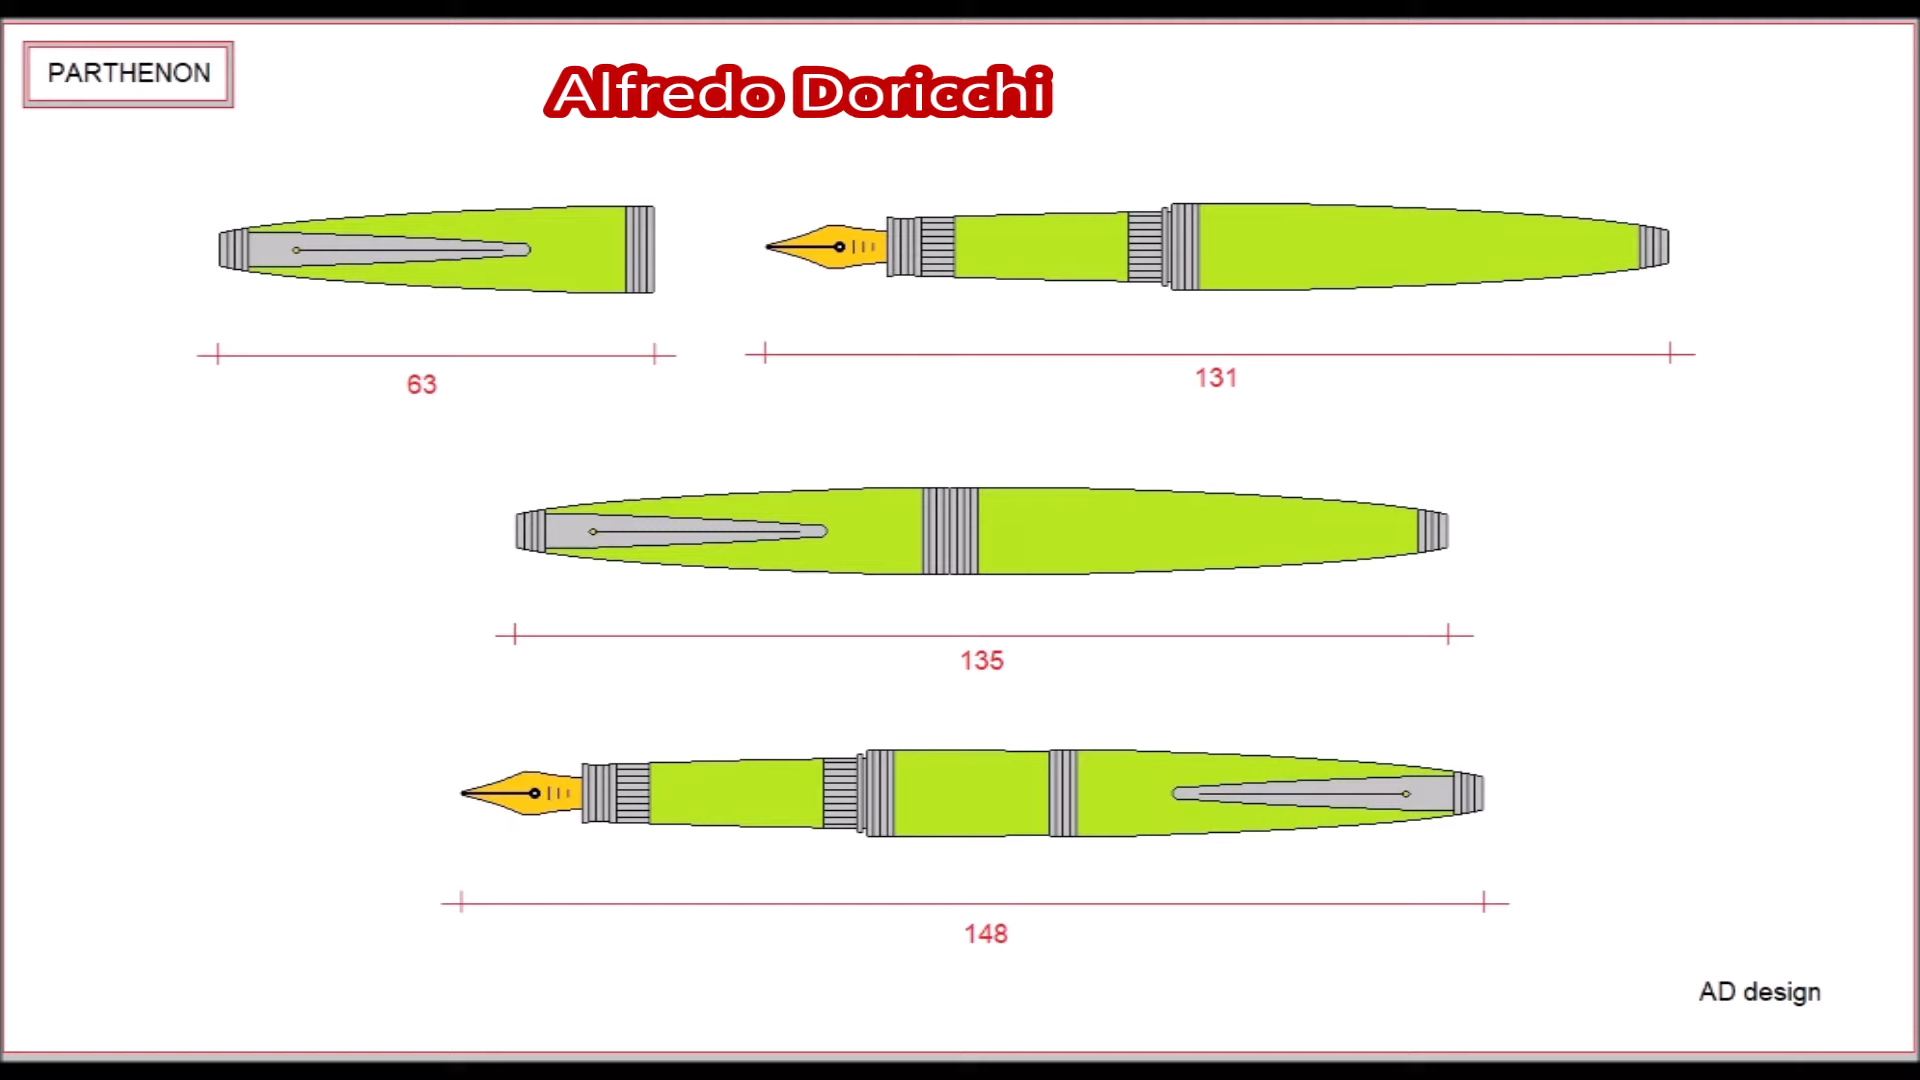 PARTHENON
Alfredo Doricchi
63
131
135
148
AD design